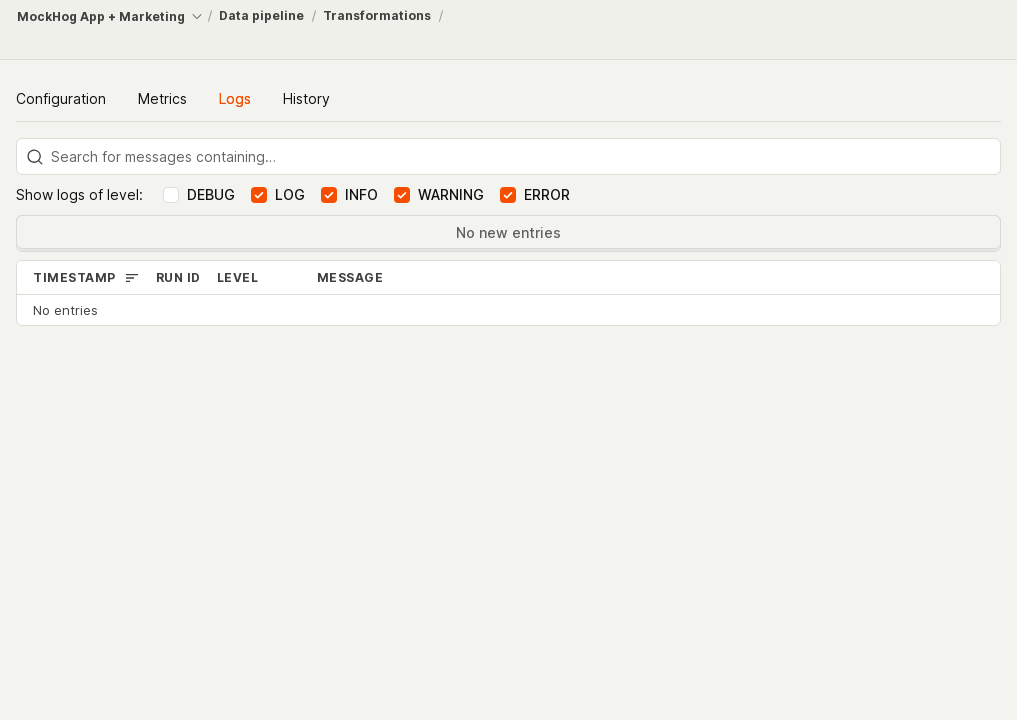 MockHog App + Marketing / Data pipeline / Transformations /
Configuration Metrics Logs History
Search for messages containing…
Show logs of level: DEBUG LOG INFO WARNING ERROR
No new entries
TIMESTAMP RUN ID LEVEL MESSAGE
No entries